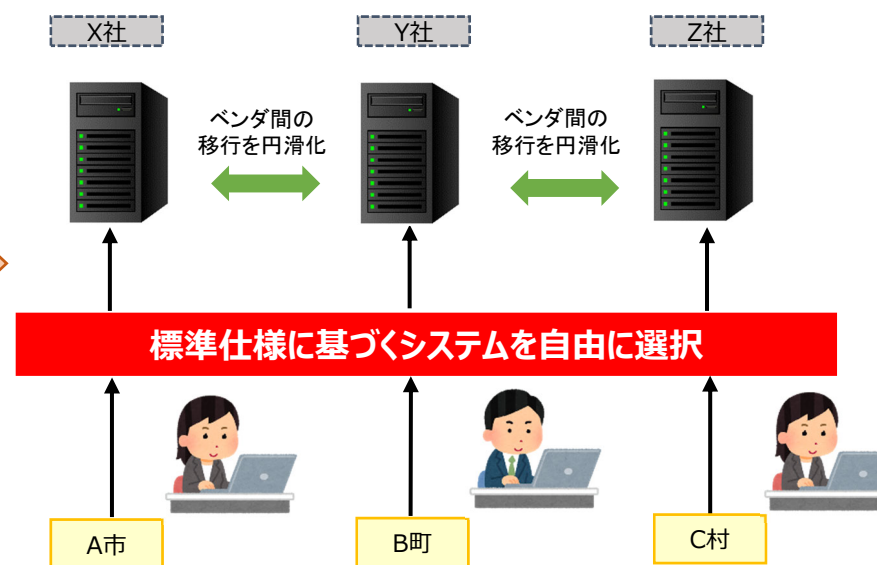 X社
Y社
Z社
ベンダ間の
移行を円滑化
ベンダ間の
移行を円滑化
標準仕様に基づくシステムを自由に選択
A市
B町
C村